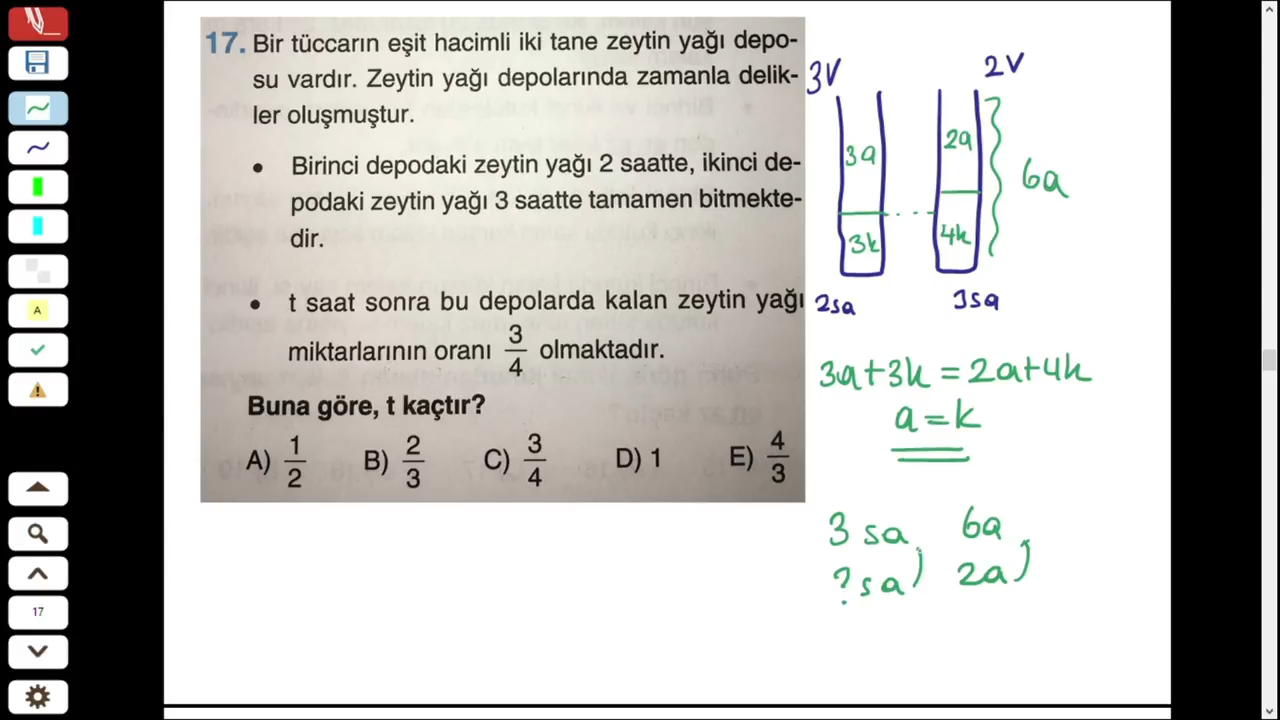 17. Bir tüccarın eşit hacimli iki tane zeytin yağı depo-
su vardır. Zeytin yağı depolarında zamanla delik-
ler oluşmuştur.
• Birinci depodaki zeytin yağı 2 saatte, ikinci de-
podaki zeytin yağı 3 saatte tamamen bitmekte-
dir.
• t saat sonra bu depolarda kalan zeytin yağı
miktarlarının oranı 3/4 olmaktadır.
Buna göre, t kaçtır?
A) 1/2 B) 2/3 C) 3/4 D) 1 E) 4/3
3V 2V
3a 2a
6a
3k 4k
2sa 3sa
3a+3k=2a+4k
a=k
3 sa 6a
? sa 2a
A
17